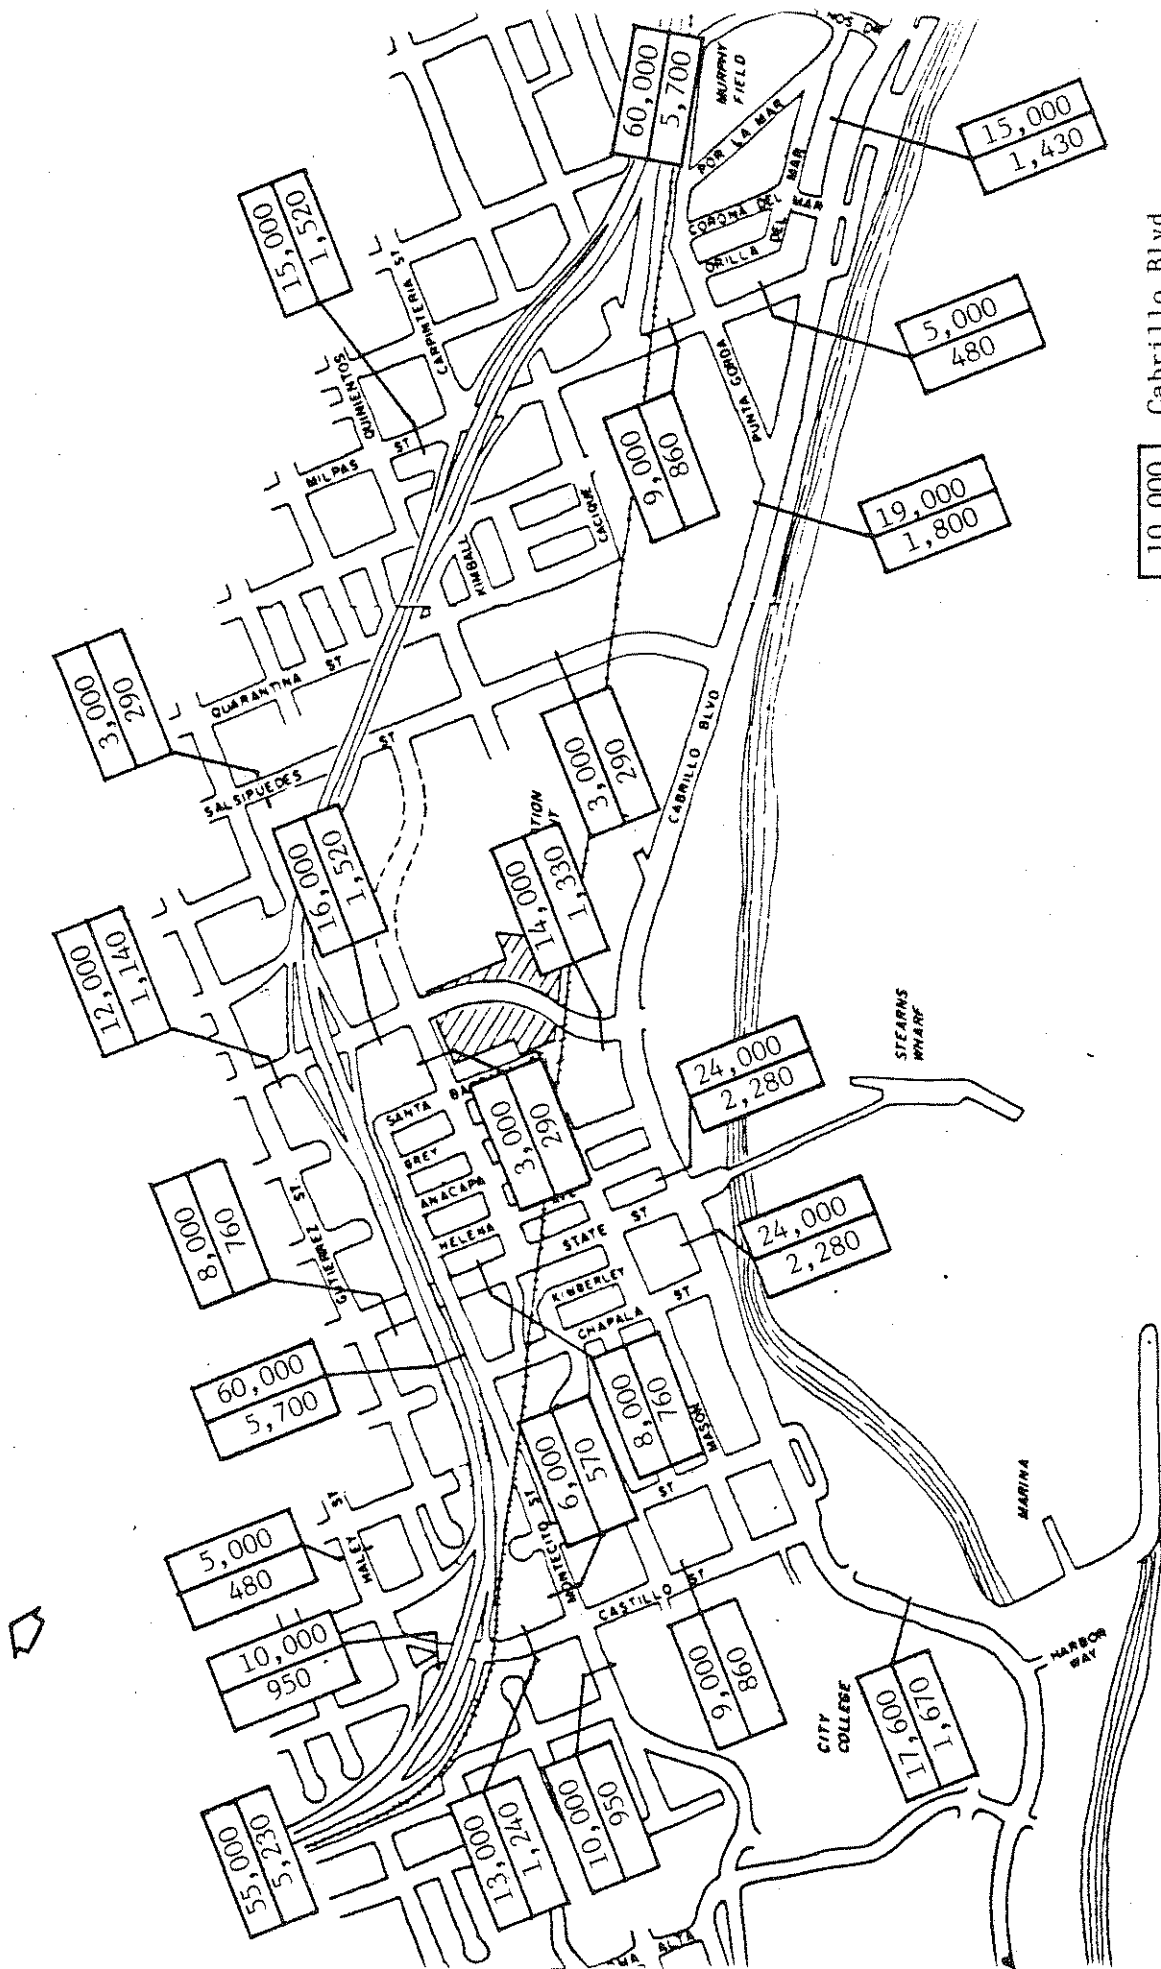 55,000
5,230
10,000
950
5,000
480
60,000
5,700
8,000
760
12,000
1,140
3,000
290
15,000
1,520
60,000
5,700
MURPHY
FIELD
16,000
1,520
SALSIPUEDES
ST
QUARANTINA
ST
MILPAS
ST
QUINIENTOS
CARPINTERIA ST
KIMBALL
CACIQUE
POR LA MAR
CORONA DEL
MAR
ORILLA DEL
MAR
PUNTA GORDA
HALEY
ST
GUTIERREZ ST
SANTA
BA
GREY
ANACAPA
HELENA
AVE
STATE
ST
KIMBERLEY
CHAPALA
ST
MASON
ST
MONTECITO ST
CASTILLO ST
CABRILLO BLVD
13,000
1,240
10,000
950
6,000
570
8,000
760
3,000
290
14,000
1,330
3,000
290
9,000
860
9,000
860
24,000
2,280
24,000
2,280
19,000
1,800
5,000
480
15,000
1,430
17,600
1,670
CITY
COLLEGE
HARBOR
WAY
MARINA
STEARNS
WHARF
ALTA
10,000 Cabrillo Blvd